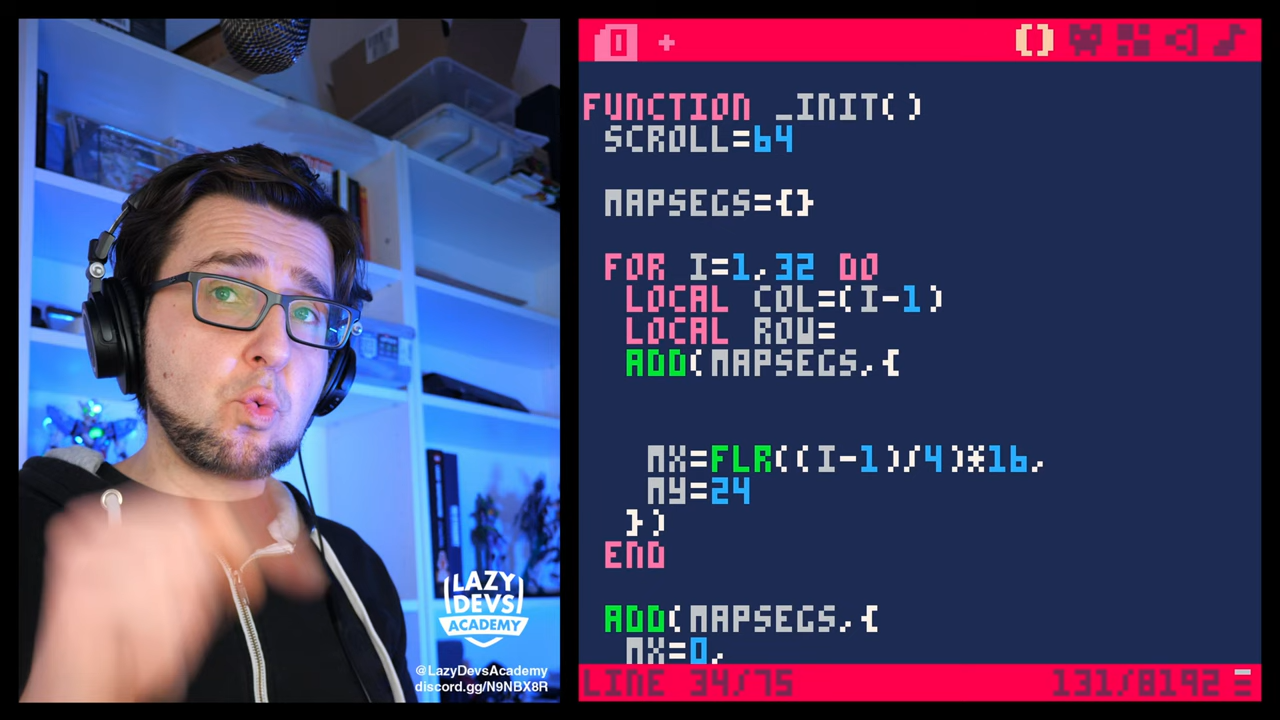 LAZY
DEVS
ACADEMY
@LazyDevsAcademy
discord.gg/N9NBX8R
0 +
FUNCTION _INIT()
SCROLL=64
MAPSEGS={}
FOR I=1,32 DO
LOCAL COL=(I-1)
LOCAL ROW=
ADD(MAPSEGS,{
MX=FLR((I-1)/4)*16,
MY=24
})
END
ADD(MAPSEGS,{
MX=0,
LINE 34/75
131/8192